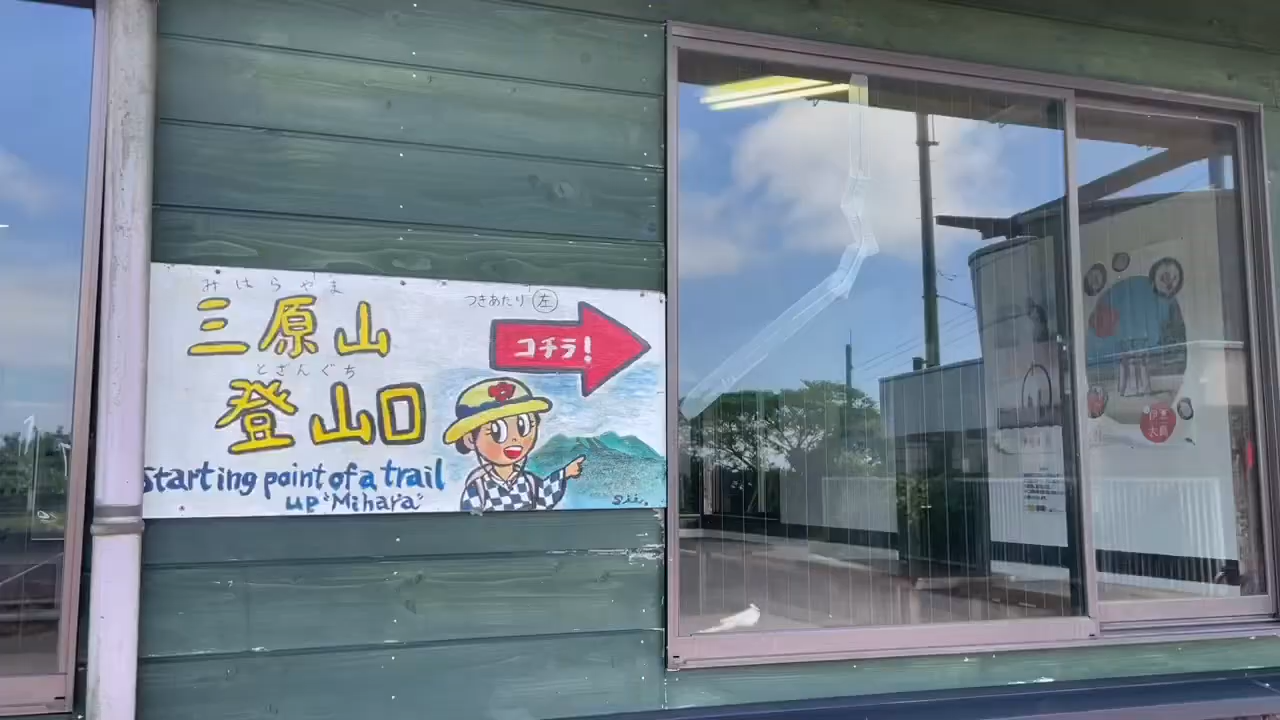 みはらやま
三原山
とざんぐち
登山口
Starting point of a trail
up "Mihara"
つきあたり 左
コチラ!
Sii.